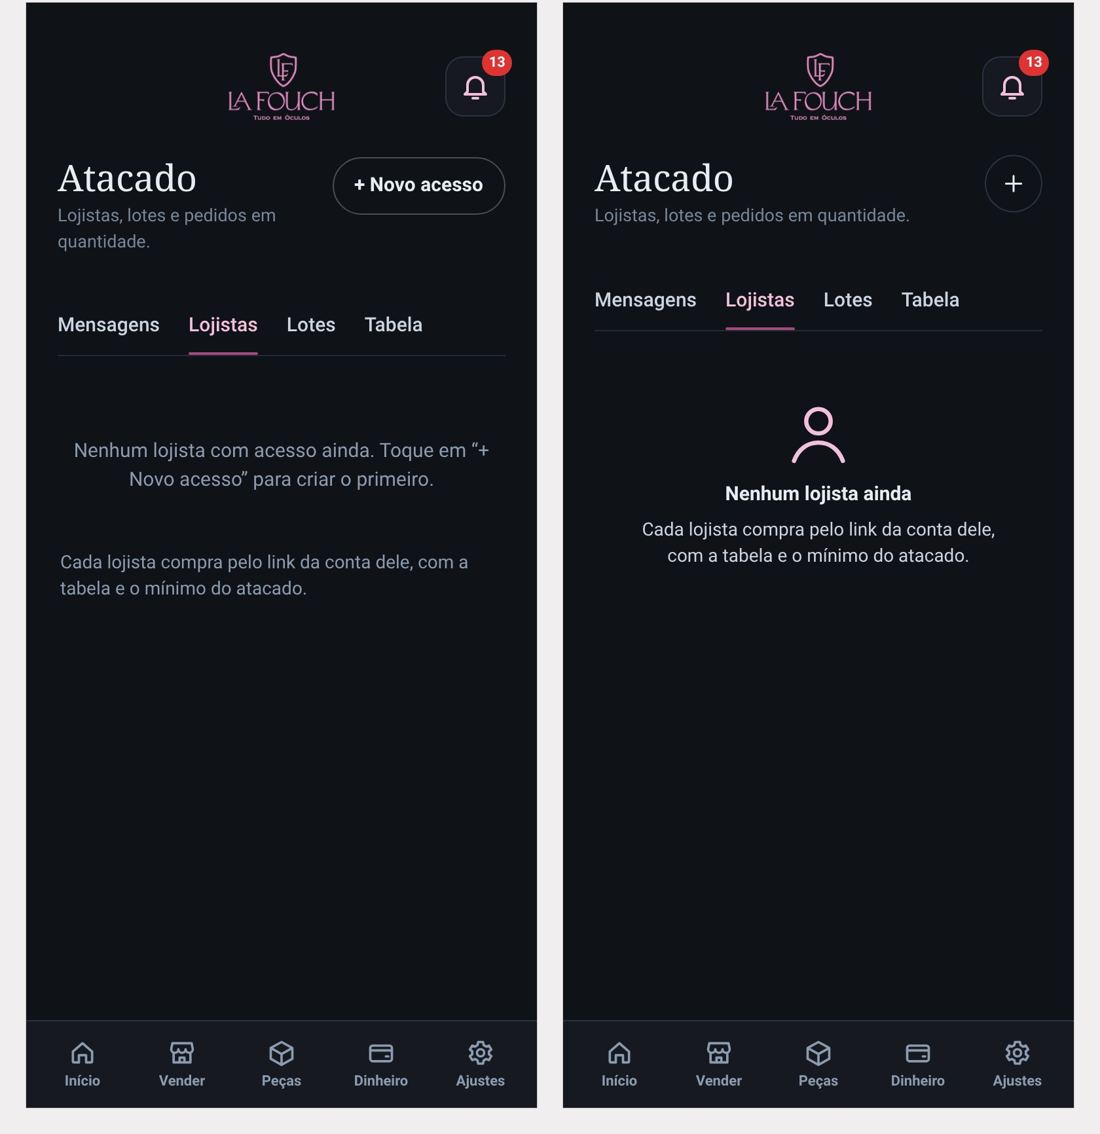 LF
LA FOUCH
TUDO EM ÓCULOS
13
Atacado
+ Novo acesso
Lojistas, lotes e pedidos em
quantidade.
Mensagens Lojistas Lotes Tabela
Nenhum lojista com acesso ainda. Toque em “+
Novo acesso” para criar o primeiro.
Cada lojista compra pelo link da conta dele, com a
tabela e o mínimo do atacado.
Início Vender Peças Dinheiro Ajustes
LF
LA FOUCH
TUDO EM ÓCULOS
13
Atacado
+
Lojistas, lotes e pedidos em quantidade.
Mensagens Lojistas Lotes Tabela
Nenhum lojista ainda
Cada lojista compra pelo link da conta dele,
com a tabela e o mínimo do atacado.
Início Vender Peças Dinheiro Ajustes